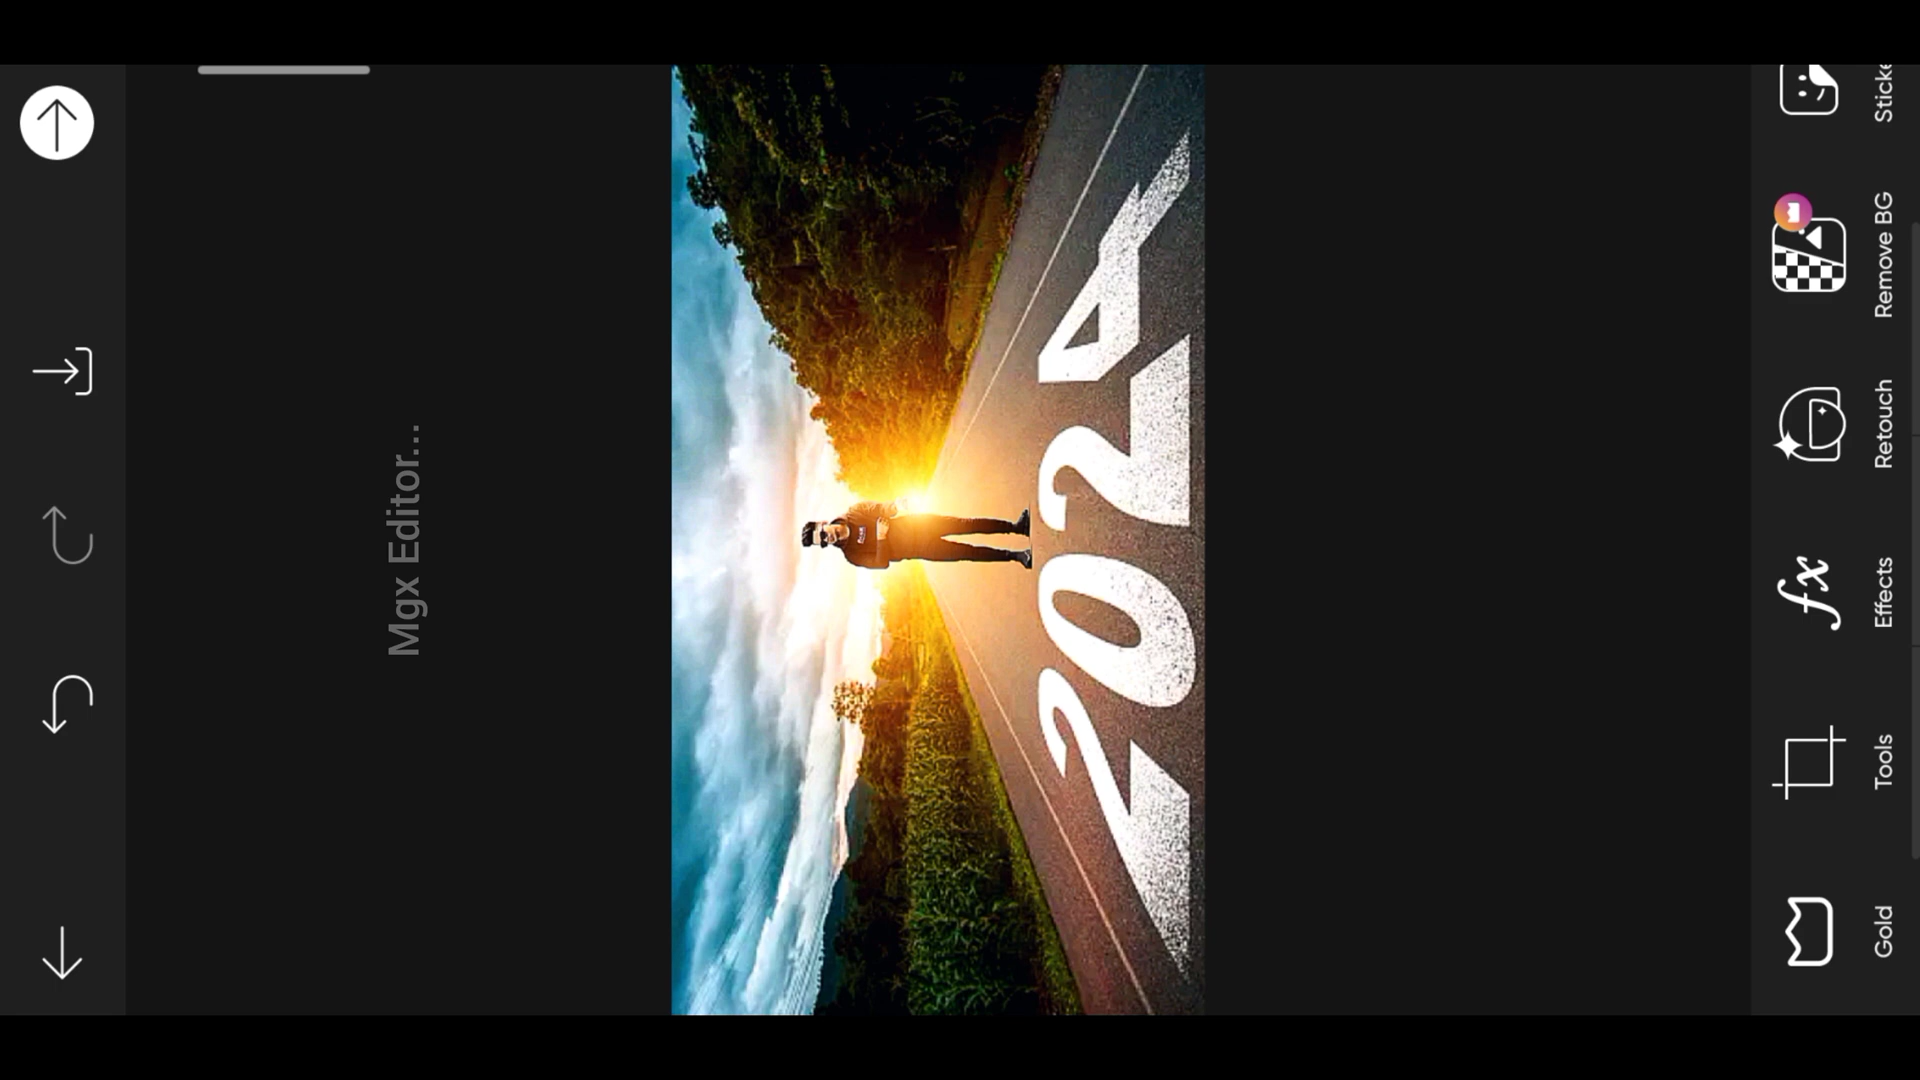 Mgx Editor...
2024
Gold
Tools
Effects
Retouch
Remove BG
Sticke